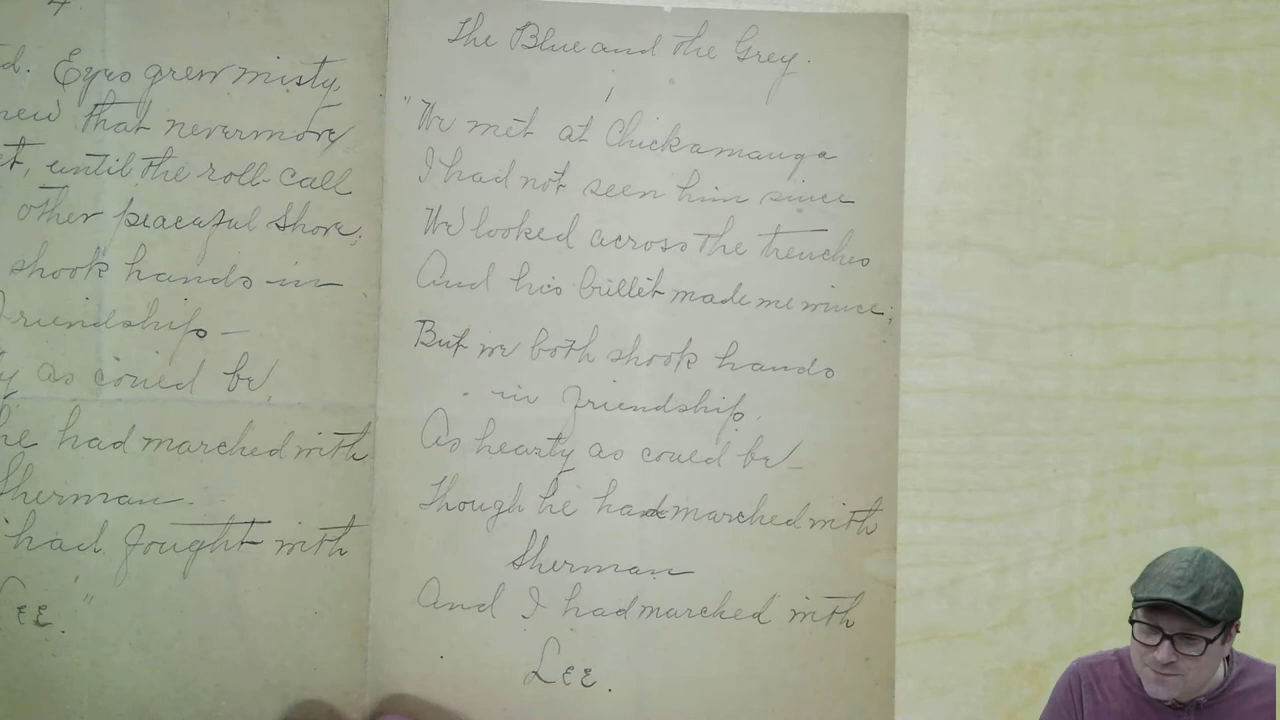 4.
d. Eyes grew misty,
new that nevermore
et, until the roll-call
other peaceful shore;
shook hands in
Friendship —
y as could be,
he had marched with
Sherman.
had fought with
Lee."
The Blue and the Grey.
1
"We met at Chickamauga
I had not seen him since
We looked across the trenches
And his bullet made me wince;
But we both shook hands
in friendship,
As hearty as could be —
Though he had marched with
Sherman
And I had marched with
Lee.